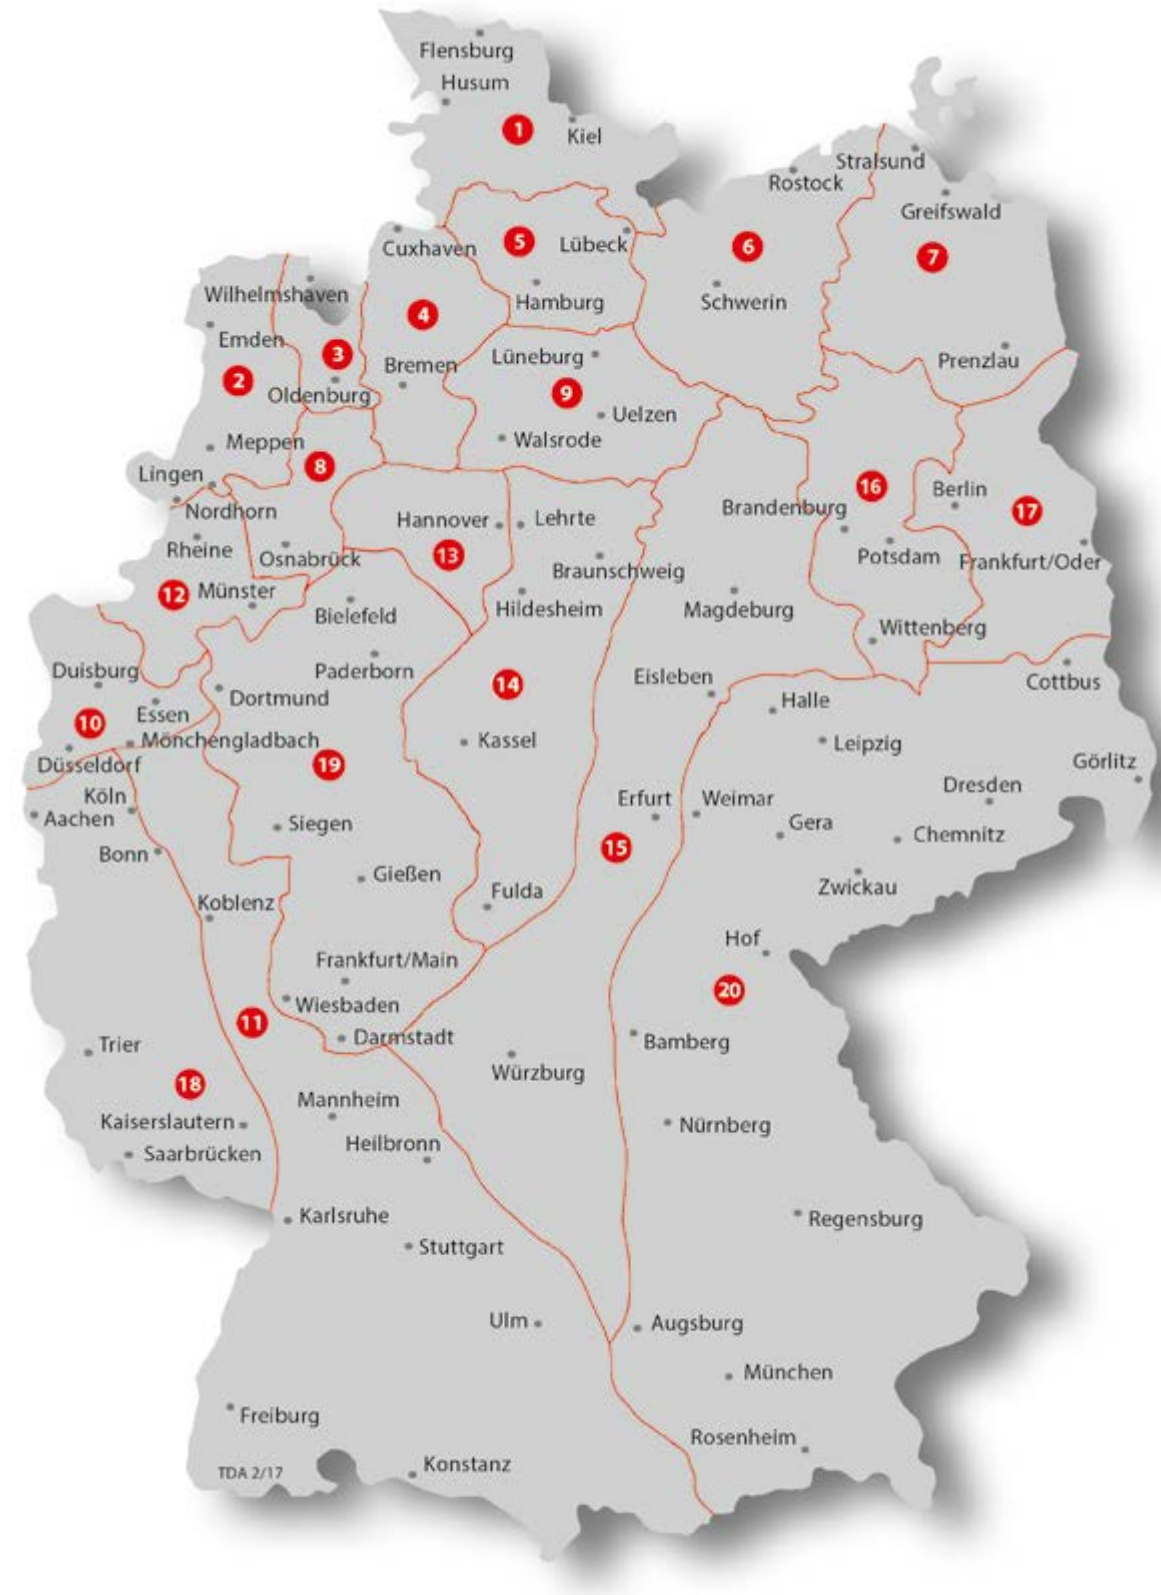 Flensburg
Husum
1
Kiel
Stralsund
Rostock
Greifswald
Cuxhaven
5
Lübeck
6
7
Wilhelmshaven
Hamburg
Schwerin
4
Emden
3
Lüneburg
Prenzlau
Bremen
2
Oldenburg
9
Uelzen
Meppen
Walsrode
8
Lingen
16
Berlin
Nordhorn
Hannover
Lehrte
Brandenburg
17
Rheine
Osnabrück
13
Potsdam
Frankfurt/Oder
Braunschweig
12
Münster
Bielefeld
Hildesheim
Magdeburg
Wittenberg
Duisburg
Paderborn
14
Eisleben
Cottbus
Dortmund
Halle
10
Essen
Mönchengladbach
Kassel
Leipzig
Düsseldorf
19
Görlitz
Köln
Erfurt
Weimar
Dresden
Aachen
Siegen
Gera
Chemnitz
Bonn
15
Gießen
Zwickau
Koblenz
Fulda
Hof
Frankfurt/Main
20
Wiesbaden
11
Trier
Darmstadt
Bamberg
18
Würzburg
Mannheim
Kaiserslautern
Nürnberg
Heilbronn
Saarbrücken
Karlsruhe
Regensburg
Stuttgart
Ulm
Augsburg
München
Freiburg
Rosenheim
Konstanz
TDA 2/17